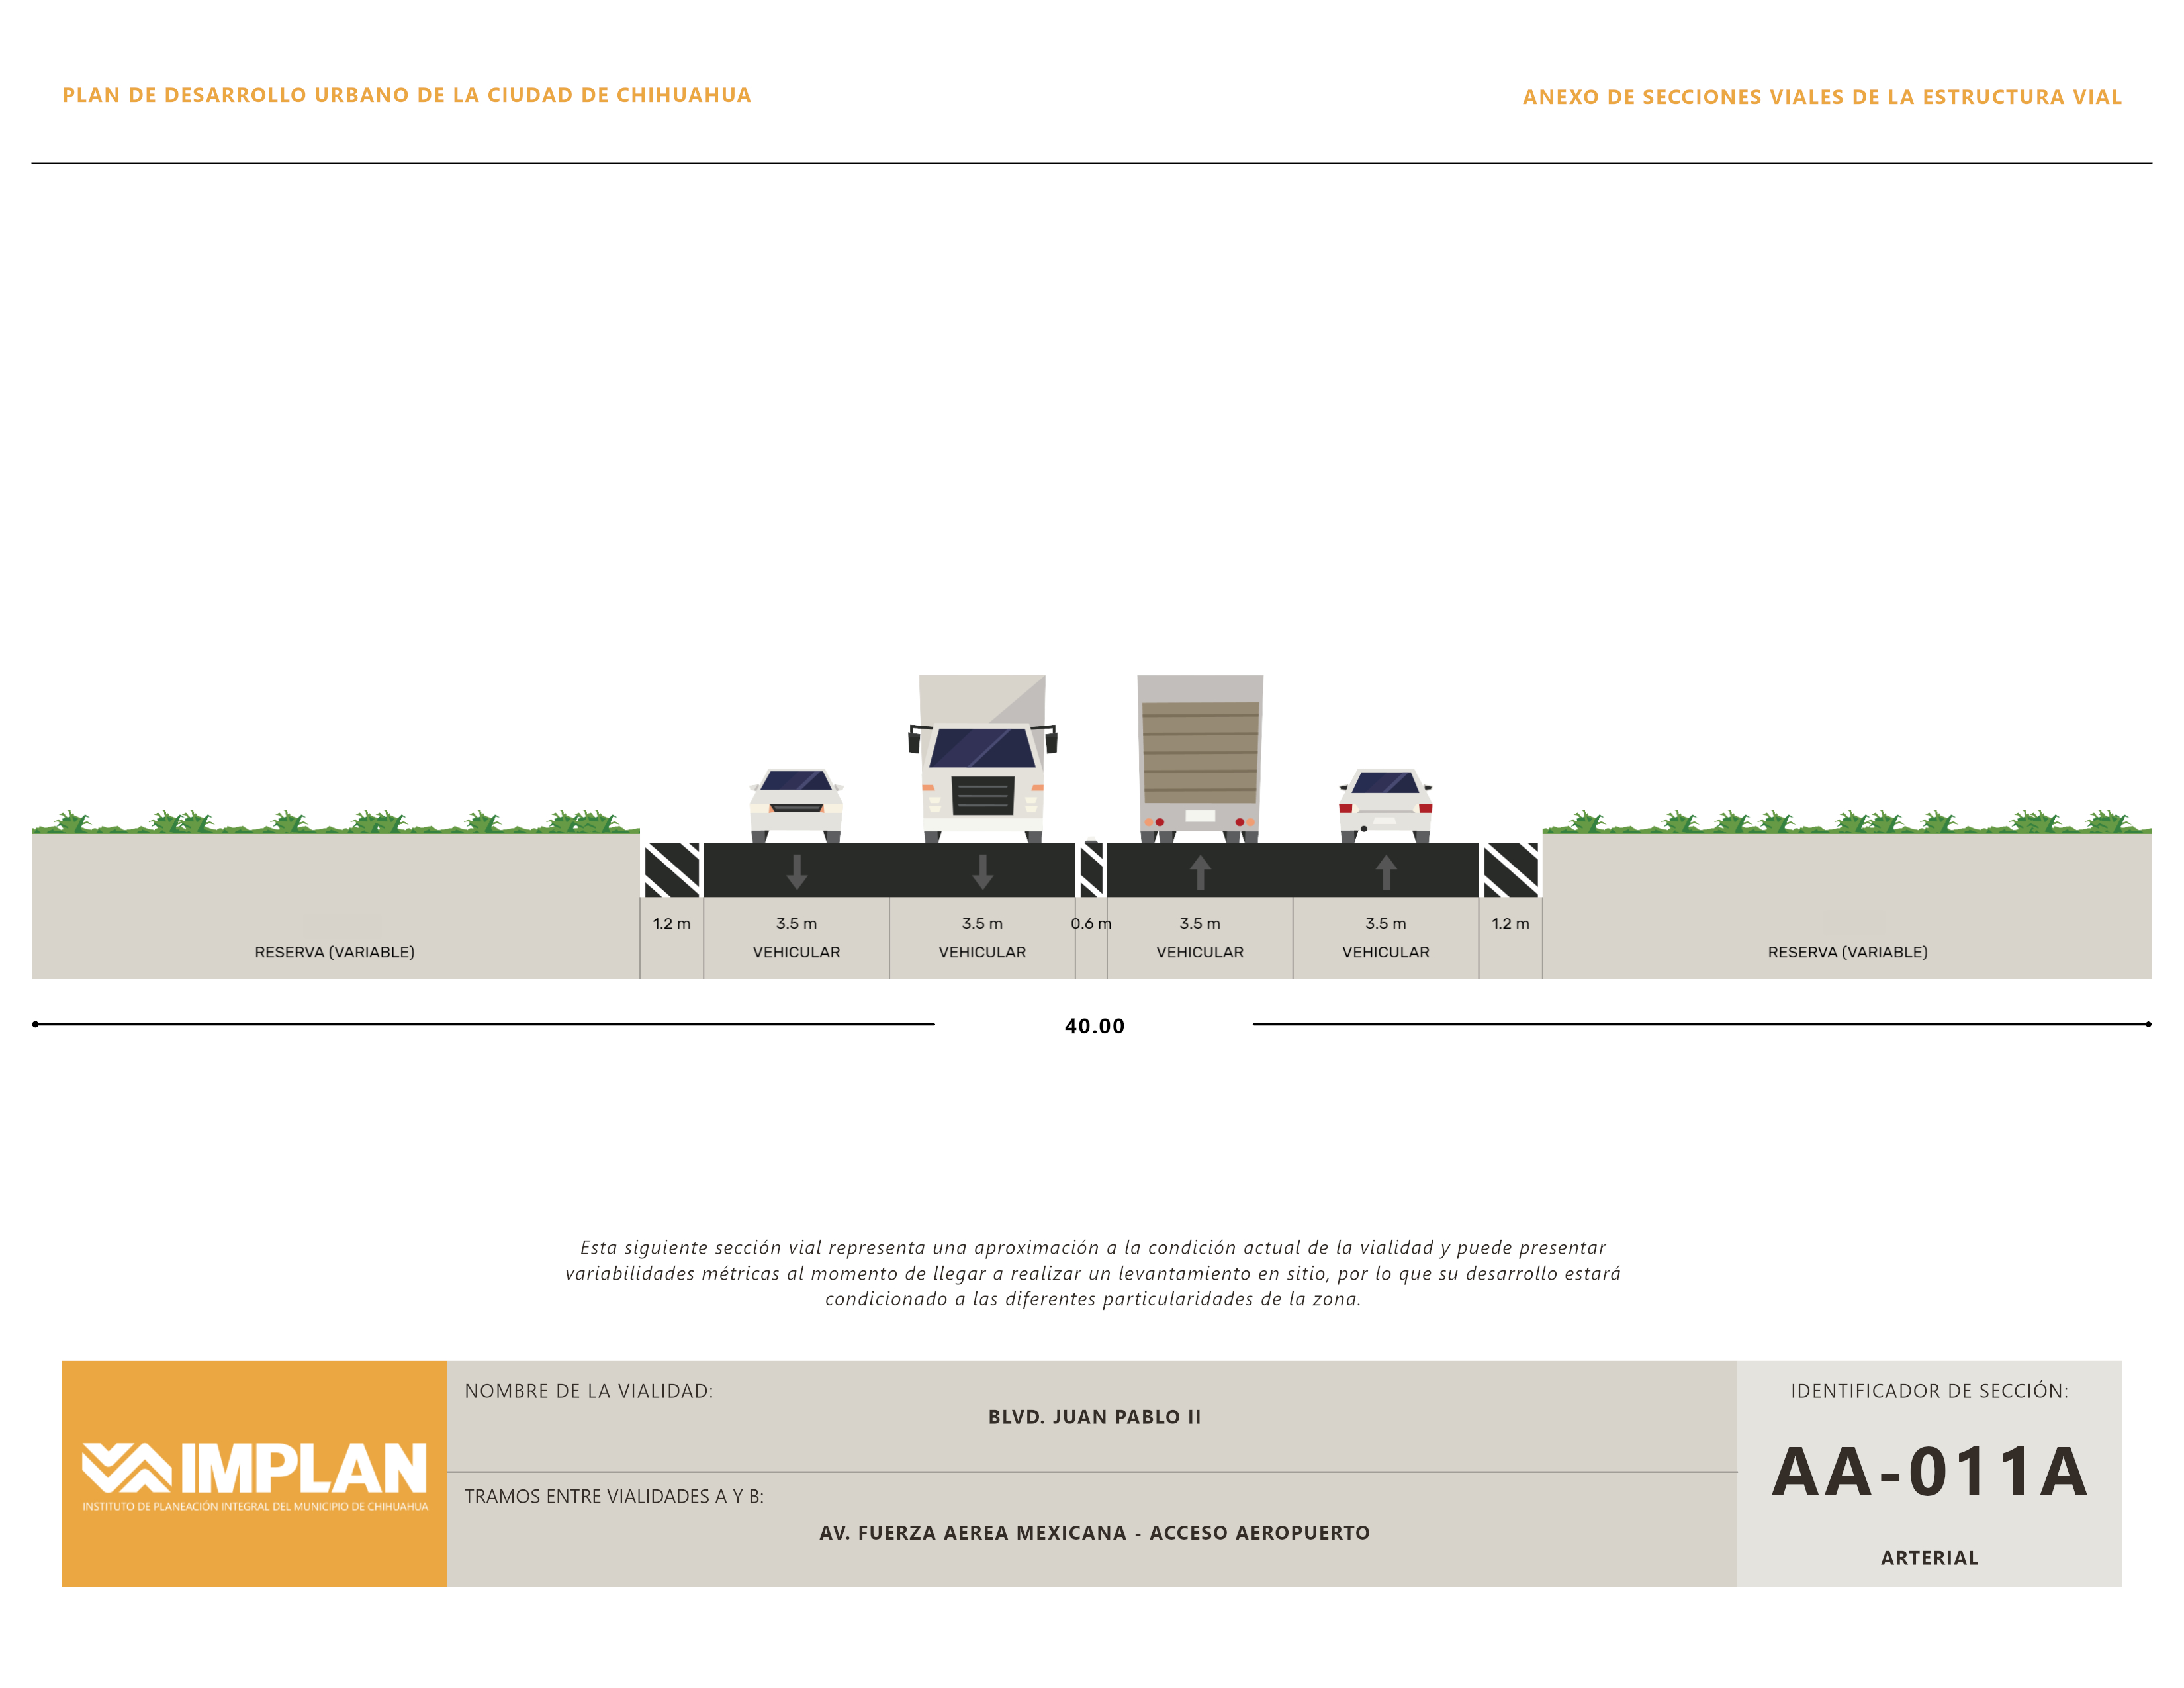 PLAN DE DESARROLLO URBANO DE LA CIUDAD DE CHIHUAHUA
ANEXO DE SECCIONES VIALES DE LA ESTRUCTURA VIAL
1.2 m
3.5 m
3.5 m
0.6 m
3.5 m
3.5 m
1.2 m
RESERVA (VARIABLE)
VEHICULAR
VEHICULAR
VEHICULAR
VEHICULAR
RESERVA (VARIABLE)
40.00
Esta siguiente sección vial representa una aproximación a la condición actual de la vialidad y puede presentar
variabilidades métricas al momento de llegar a realizar un levantamiento en sitio, por lo que su desarrollo estará
condicionado a las diferentes particularidades de la zona.
IMPLAN
INSTITUTO DE PLANEACIÓN INTEGRAL DEL MUNICIPIO DE CHIHUAHUA
NOMBRE DE LA VIALIDAD:
BLVD. JUAN PABLO II
TRAMOS ENTRE VIALIDADES A Y B:
AV. FUERZA AEREA MEXICANA - ACCESO AEROPUERTO
IDENTIFICADOR DE SECCIÓN:
AA-011A
ARTERIAL